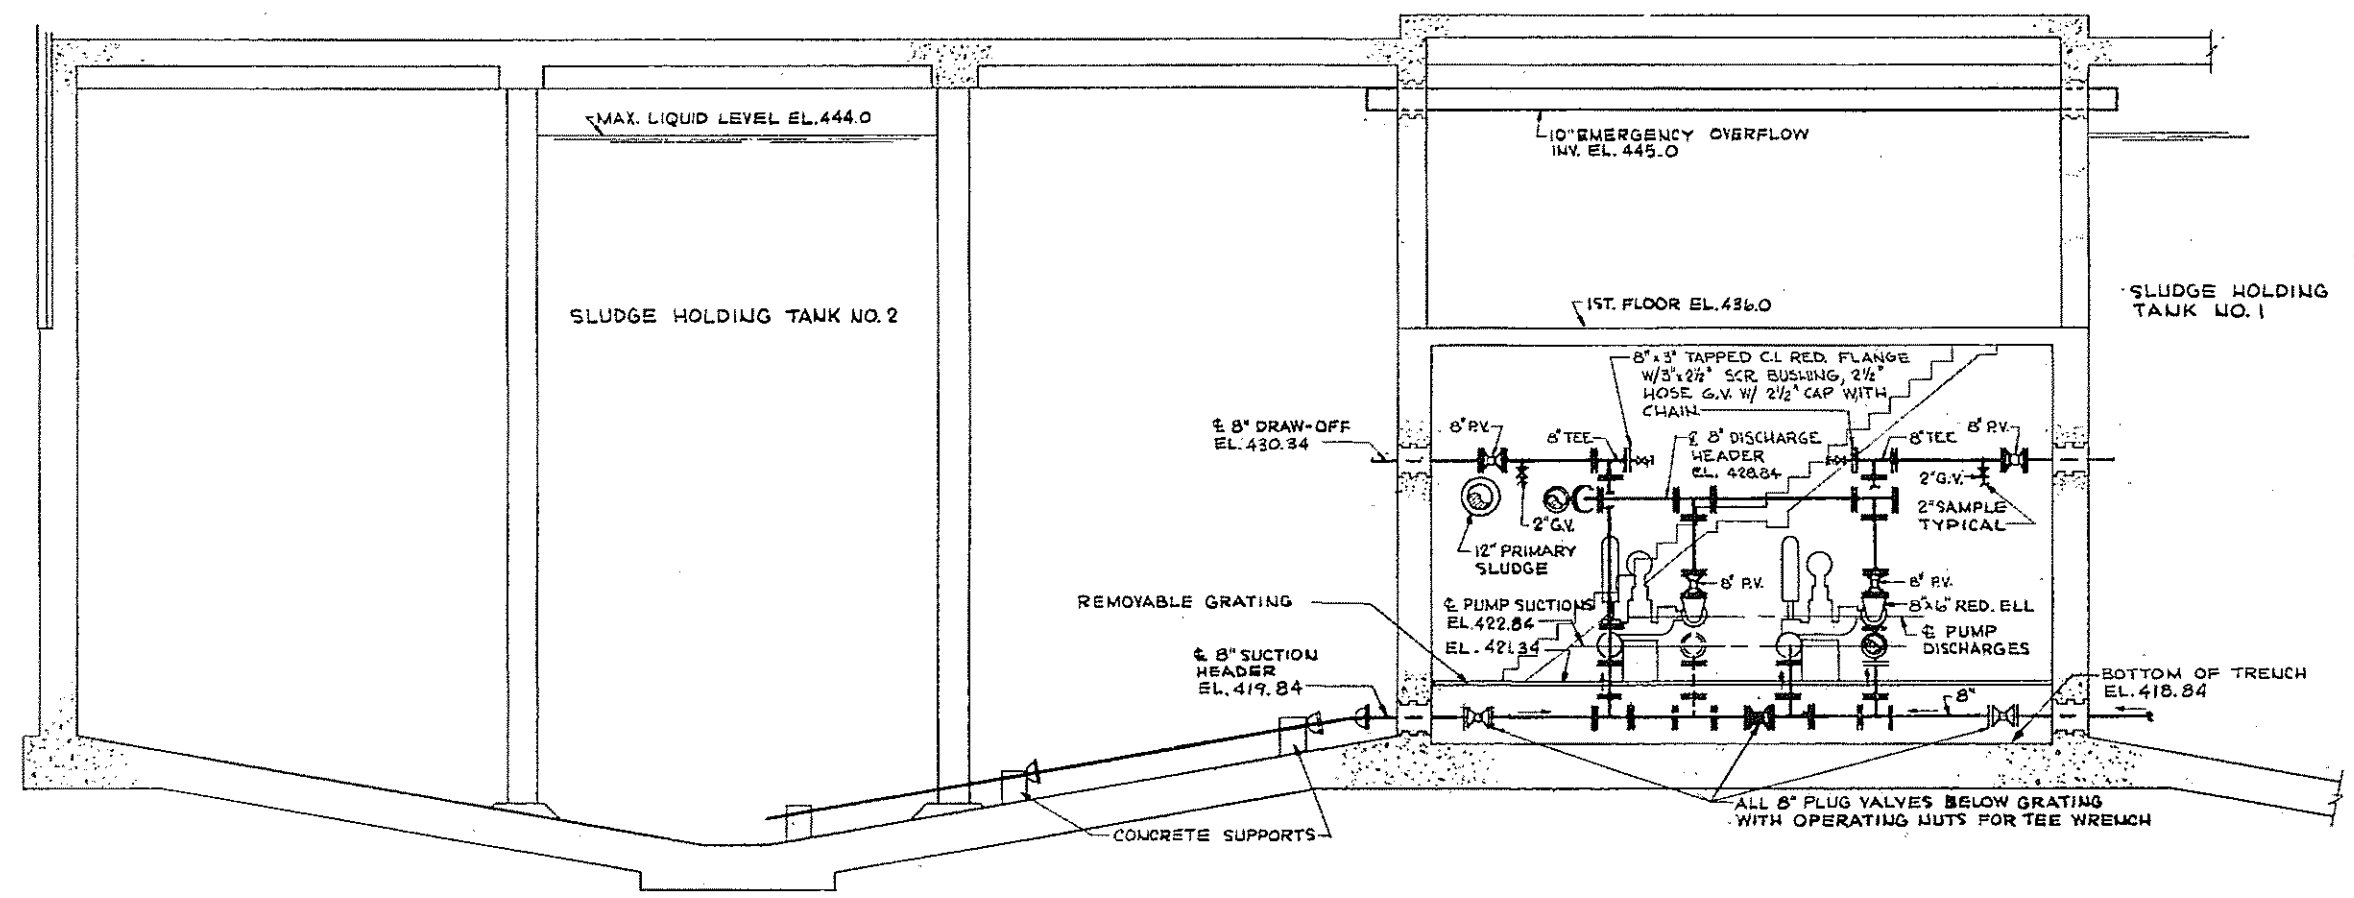 MAX. LIQUID LEVEL EL.444.0
10" EMERGENCY OVERFLOW
INV. EL. 445.0
SLUDGE HOLDING TANK NO. 2
1ST. FLOOR EL.436.0
SLUDGE HOLDING
TANK NO. 1
8" x 3" TAPPED C.I. RED. FLANGE
W/3"x2½" SCR. BUSHING, 2½"
HOSE G.V. W/ 2½" CAP WITH
CHAIN
℄ 8" DRAW-OFF
EL. 430.34
8" P.V.
8" TEE
℄ 8" DISCHARGE
HEADER
EL. 428.84
8" TEE
8" P.V.
2" G.V.
2" G.V.
2" SAMPLE
TYPICAL
12" PRIMARY
SLUDGE
8" P.V.
8" P.V.
REMOVABLE GRATING
℄ PUMP SUCTIONS
EL. 422.84
EL. 421.34
8"x6" RED. ELL
℄ PUMP
DISCHARGES
℄ 8" SUCTION
HEADER
EL. 419.84
8"
BOTTOM OF TRENCH
EL. 418.84
ALL 8" PLUG VALVES BELOW GRATING
WITH OPERATING NUTS FOR TEE WRENCH
CONCRETE SUPPORTS